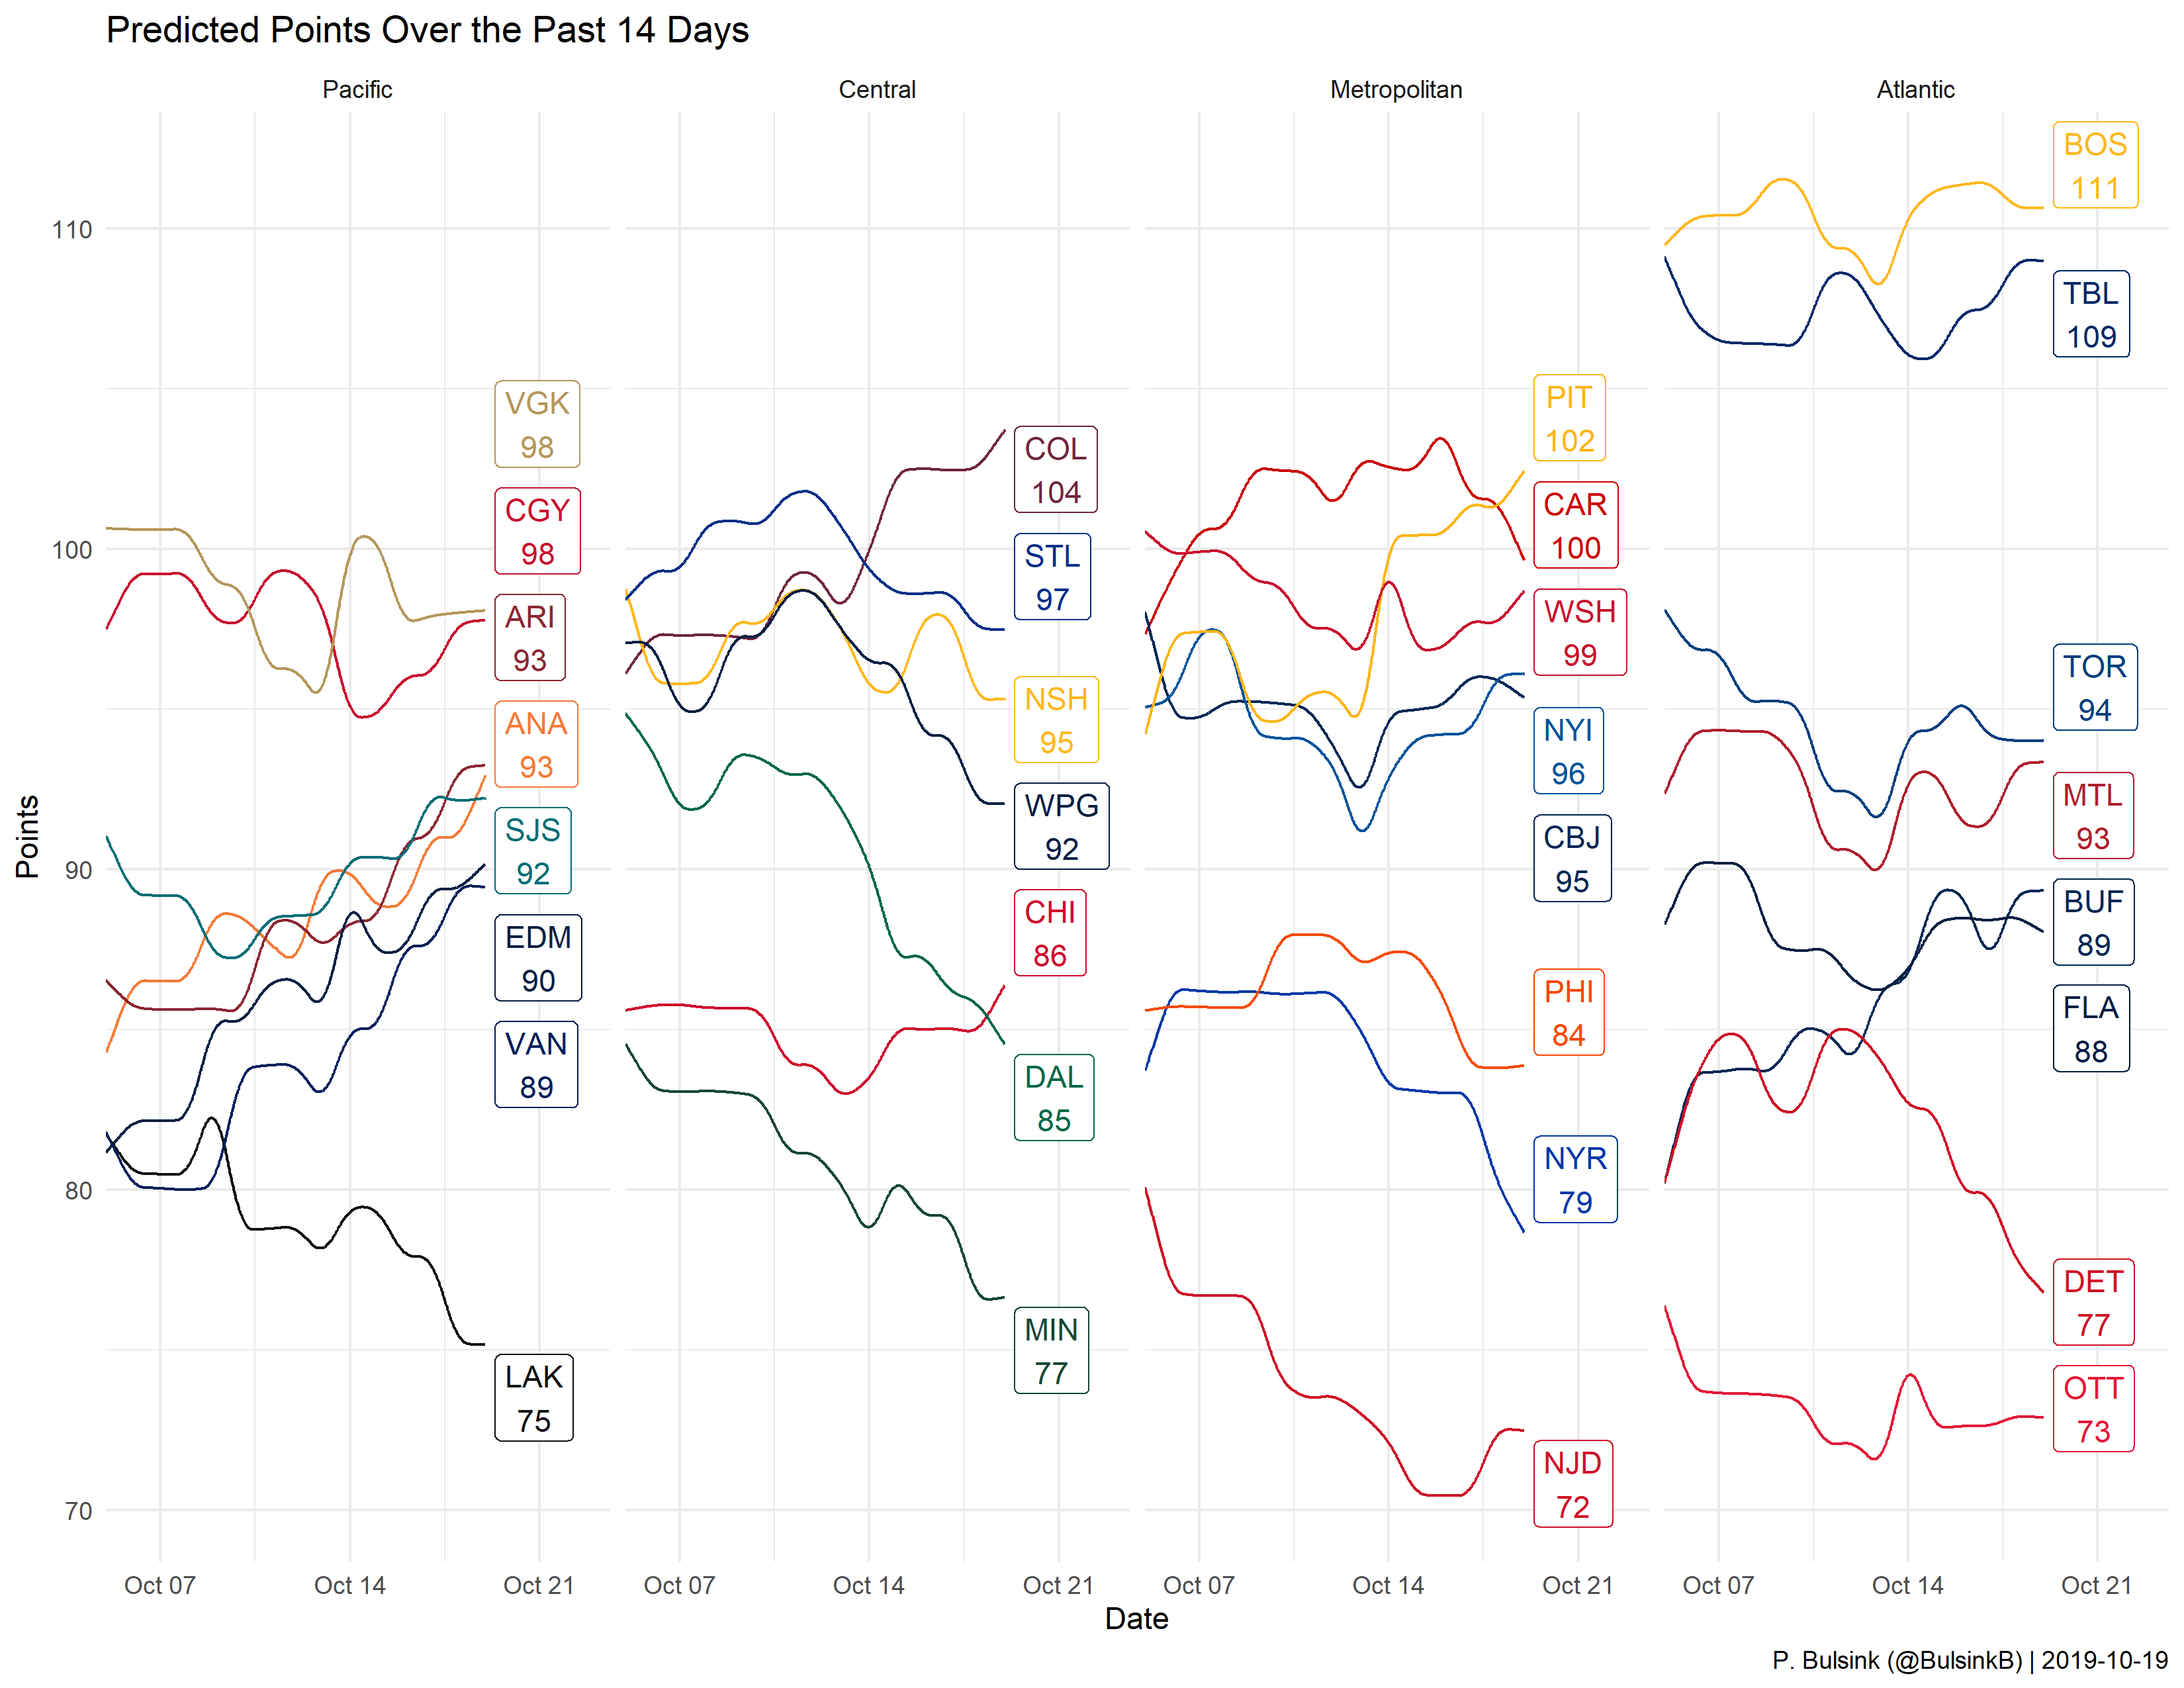 Predicted Points Over the Past 14 Days
Pacific
Central
Metropolitan
Atlantic
Points
110
100
90
80
70
VGK
98
CGY
98
ARI
93
ANA
93
SJS
92
EDM
90
VAN
89
LAK
75
COL
104
STL
97
NSH
95
WPG
92
CHI
86
DAL
85
MIN
77
PIT
102
CAR
100
WSH
99
NYI
96
CBJ
95
PHI
84
NYR
79
NJD
72
BOS
111
TBL
109
TOR
94
MTL
93
BUF
89
FLA
88
DET
77
OTT
73
Oct 07
Oct 14
Oct 21
Oct 07
Oct 14
Oct 21
Oct 07
Oct 14
Oct 21
Oct 07
Oct 14
Oct 21
Date
P. Bulsink (@BulsinkB) | 2019-10-19